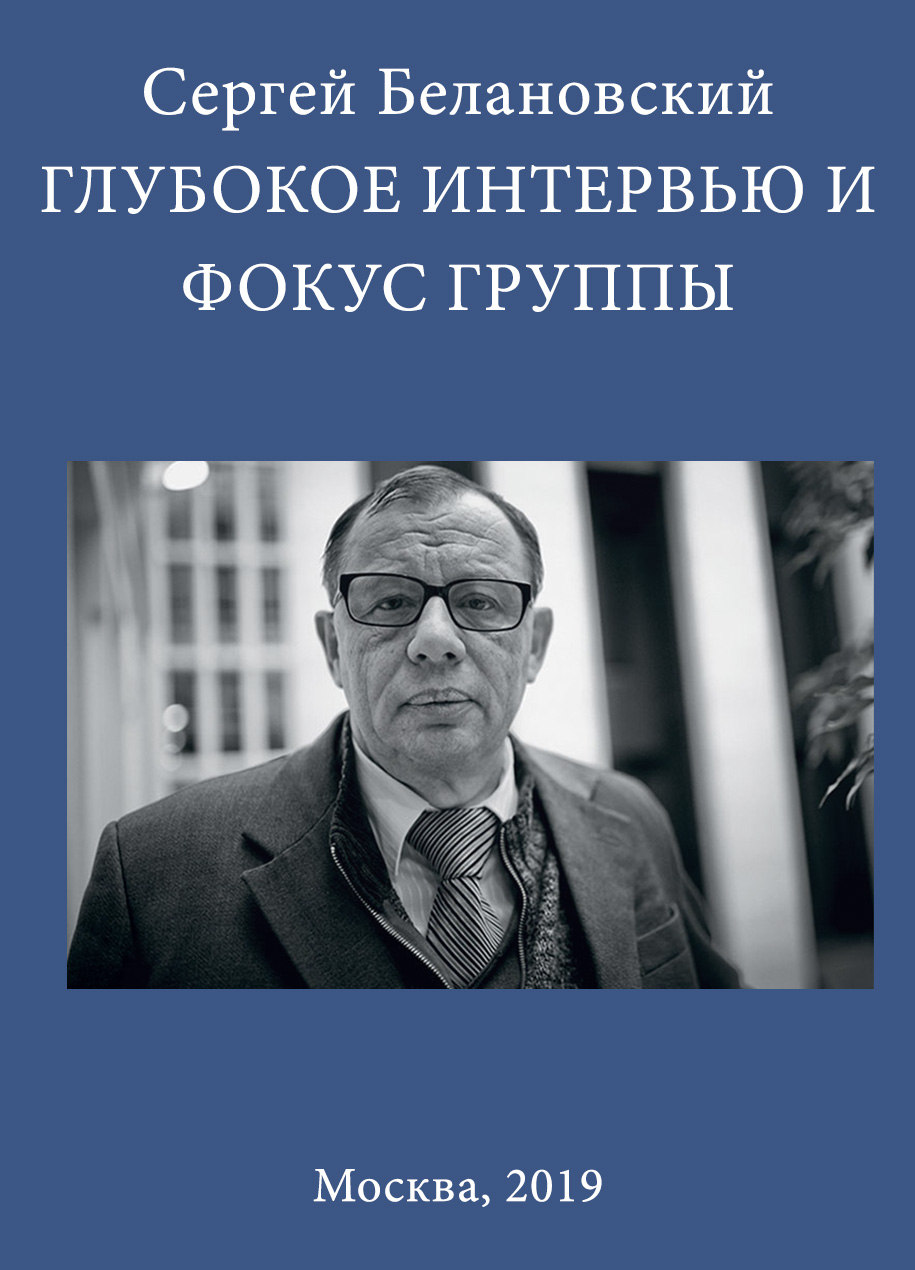 Сергей Белановский
ГЛУБОКОЕ ИНТЕРВЬЮ И
ФОКУС ГРУППЫ
Москва, 2019